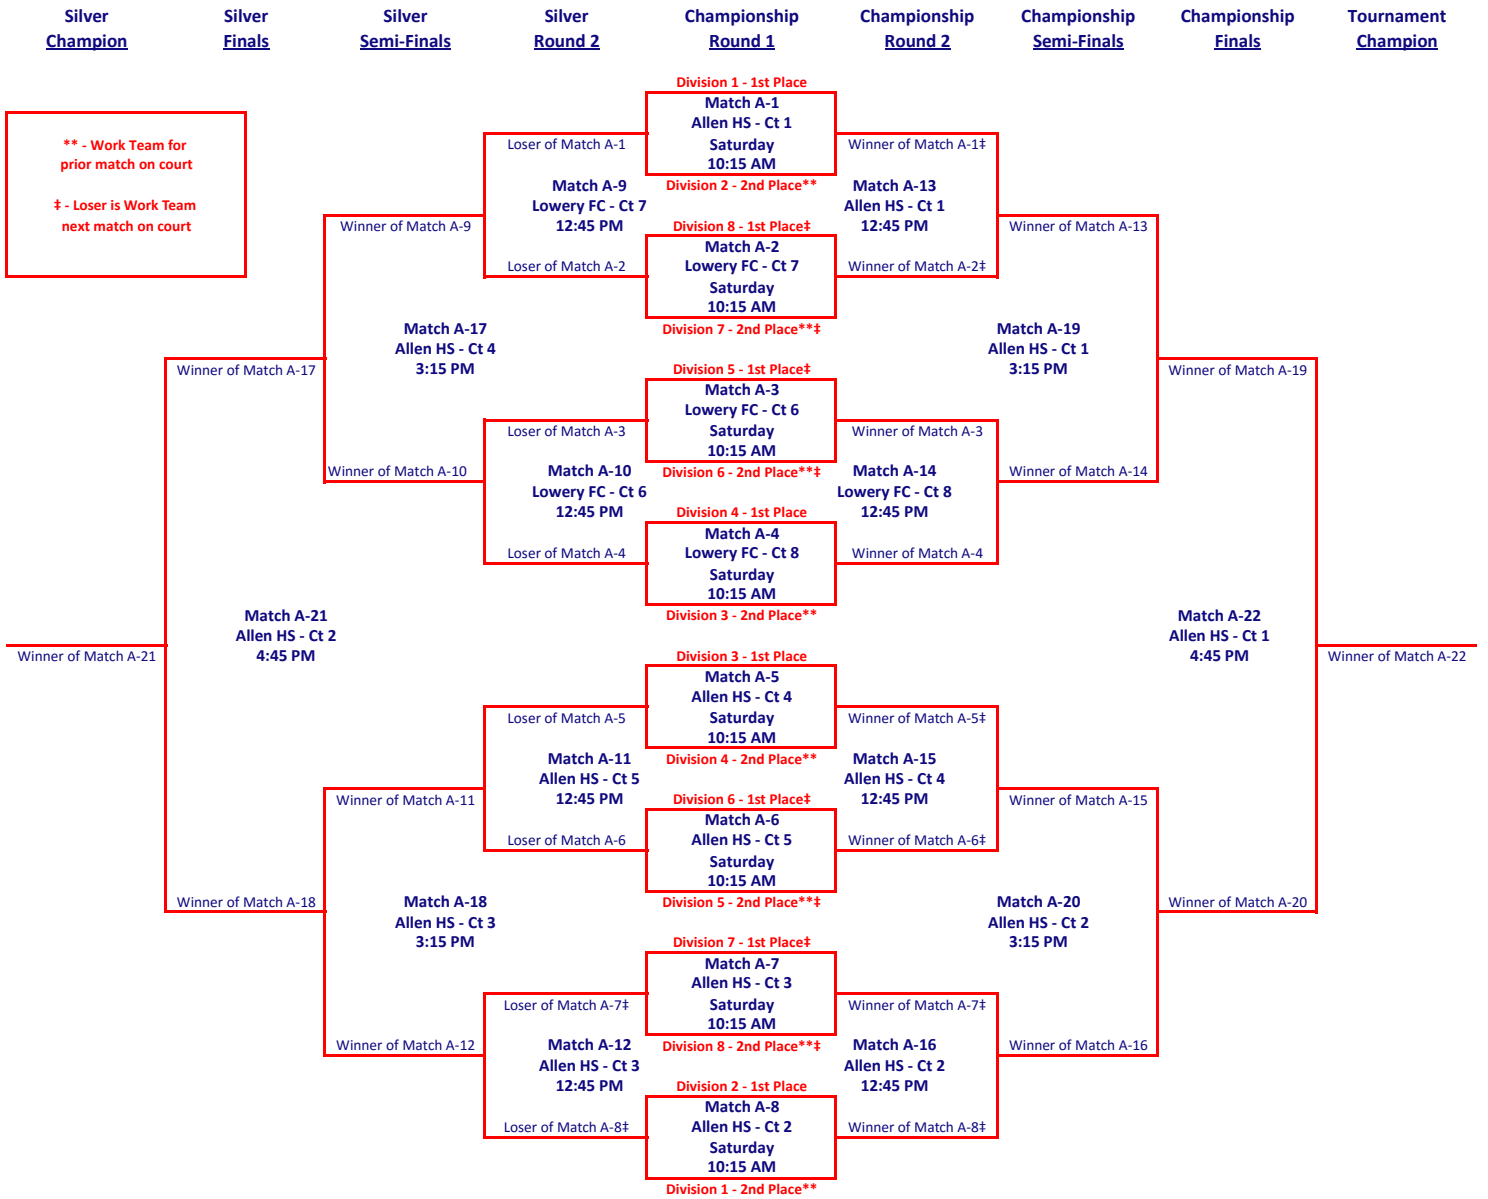 Silver
Champion
Silver
Finals
Silver
Semi-Finals
Silver
Round 2
Championship
Round 1
Championship
Round 2
Championship
Semi-Finals
Championship
Finals
Tournament
Champion
** - Work Team for
prior match on court
‡ - Loser is Work Team
next match on court
Division 1 - 1st Place
Match A-1
Allen HS - Ct 1
Saturday
10:15 AM
Division 2 - 2nd Place**
Loser of Match A-1
Winner of Match A-1‡
Match A-9
Lowery FC - Ct 7
12:45 PM
Match A-13
Allen HS - Ct 1
12:45 PM
Winner of Match A-9
Winner of Match A-13
Division 8 - 1st Place‡
Match A-2
Lowery FC - Ct 7
Saturday
10:15 AM
Division 7 - 2nd Place**‡
Loser of Match A-2
Winner of Match A-2‡
Match A-17
Allen HS - Ct 4
3:15 PM
Match A-19
Allen HS - Ct 1
3:15 PM
Winner of Match A-17
Winner of Match A-19
Division 5 - 1st Place‡
Match A-3
Lowery FC - Ct 6
Saturday
10:15 AM
Division 6 - 2nd Place**‡
Loser of Match A-3
Winner of Match A-3
Winner of Match A-10
Match A-10
Lowery FC - Ct 6
12:45 PM
Match A-14
Lowery FC - Ct 8
12:45 PM
Winner of Match A-14
Division 4 - 1st Place
Match A-4
Lowery FC - Ct 8
Saturday
10:15 AM
Division 3 - 2nd Place**
Loser of Match A-4
Winner of Match A-4
Match A-21
Allen HS - Ct 2
4:45 PM
Match A-22
Allen HS - Ct 1
4:45 PM
Winner of Match A-21
Winner of Match A-22
Division 3 - 1st Place
Match A-5
Allen HS - Ct 4
Saturday
10:15 AM
Division 4 - 2nd Place**
Loser of Match A-5
Winner of Match A-5‡
Match A-11
Allen HS - Ct 5
12:45 PM
Match A-15
Allen HS - Ct 4
12:45 PM
Winner of Match A-11
Winner of Match A-15
Division 6 - 1st Place‡
Match A-6
Allen HS - Ct 5
Saturday
10:15 AM
Division 5 - 2nd Place**‡
Loser of Match A-6
Winner of Match A-6‡
Winner of Match A-18
Match A-18
Allen HS - Ct 3
3:15 PM
Match A-20
Allen HS - Ct 2
3:15 PM
Winner of Match A-20
Division 7 - 1st Place‡
Match A-7
Allen HS - Ct 3
Saturday
10:15 AM
Division 8 - 2nd Place**‡
Loser of Match A-7‡
Winner of Match A-7‡
Winner of Match A-12
Match A-12
Allen HS - Ct 3
12:45 PM
Match A-16
Allen HS - Ct 2
12:45 PM
Winner of Match A-16
Division 2 - 1st Place
Match A-8
Allen HS - Ct 2
Saturday
10:15 AM
Division 1 - 2nd Place**
Loser of Match A-8‡
Winner of Match A-8‡